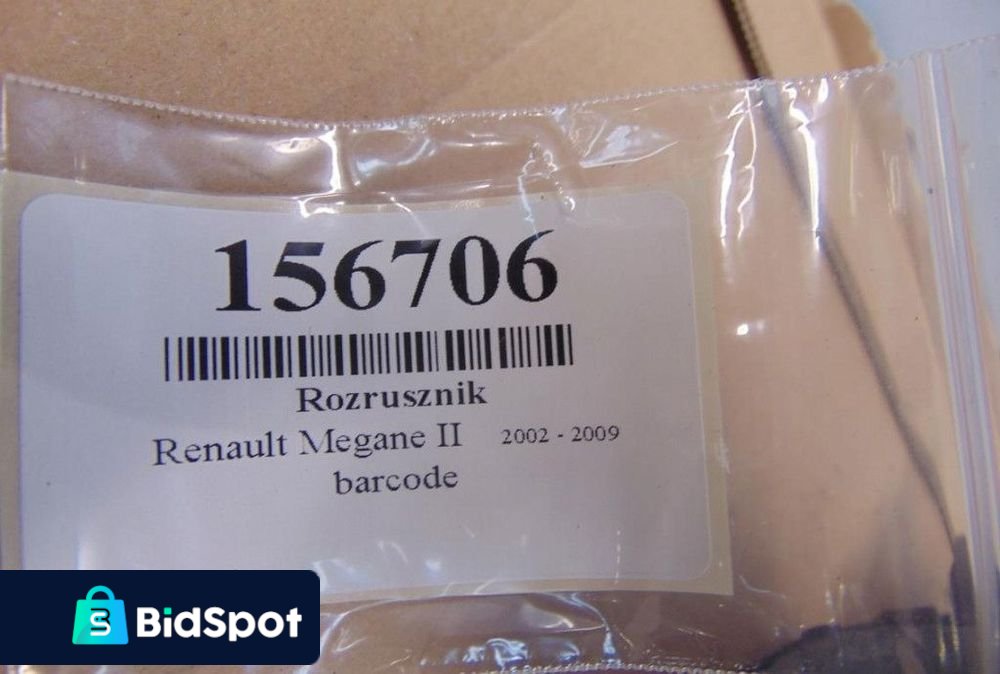 156706
Rozrusznik
Renault Megane II 2002 - 2009
barcode
BidSpot